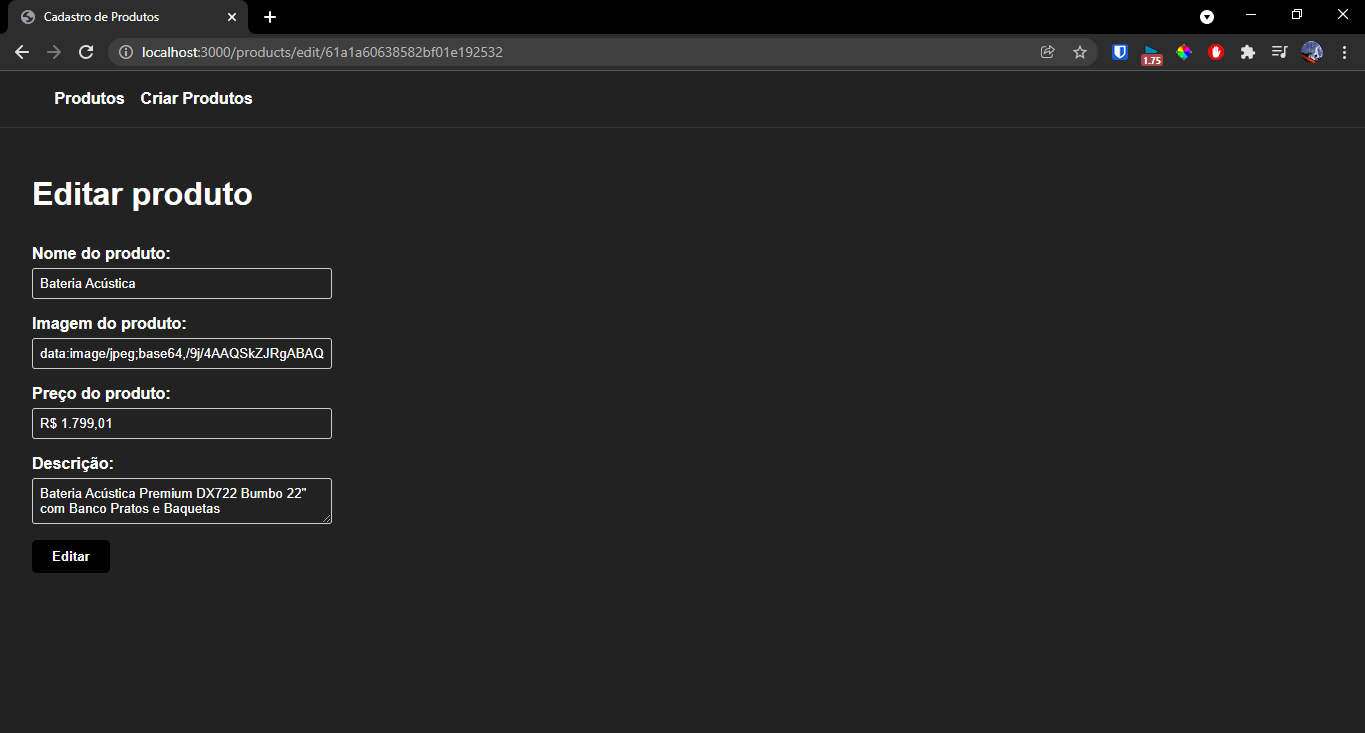 Cadastro de Produtos
localhost:3000/products/edit/61a1a60638582bf01e192532
1.75
Produtos Criar Produtos
Editar produto
Nome do produto:
Bateria Acústica
Imagem do produto:
data:image/jpeg;base64,/9j/4AAQSkZJRgABAQ
Preço do produto:
R$ 1.799,01
Descrição:
Bateria Acústica Premium DX722 Bumbo 22"
com Banco Pratos e Baquetas
Editar